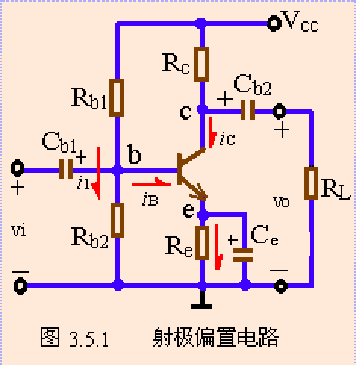 Vcc
Rc
Cb2
Rb1
c
+
iC
+
Cb1
+
b
i1
iB
+
vi
e
vo
RL
Rb2
Re
+
Ce
−
−
图 3.5.1 射极偏置电路